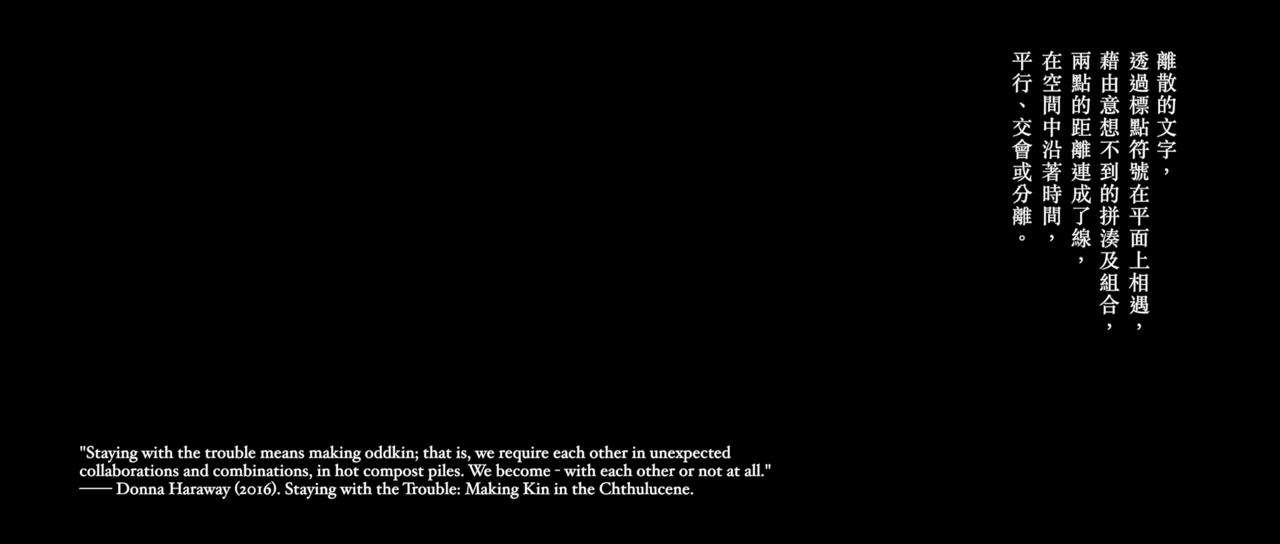 離散的文字，
透過標點符號在平面上相遇，
藉由意想不到的拼湊及組合，
兩點的距離連成了線，
在空間中沿著時間，
平行、交會或分離。
"Staying with the trouble means making oddkin; that is, we require each other in unexpected
collaborations and combinations, in hot compost piles. We become - with each other or not at all."
—— Donna Haraway (2016). Staying with the Trouble: Making Kin in the Chthulucene.